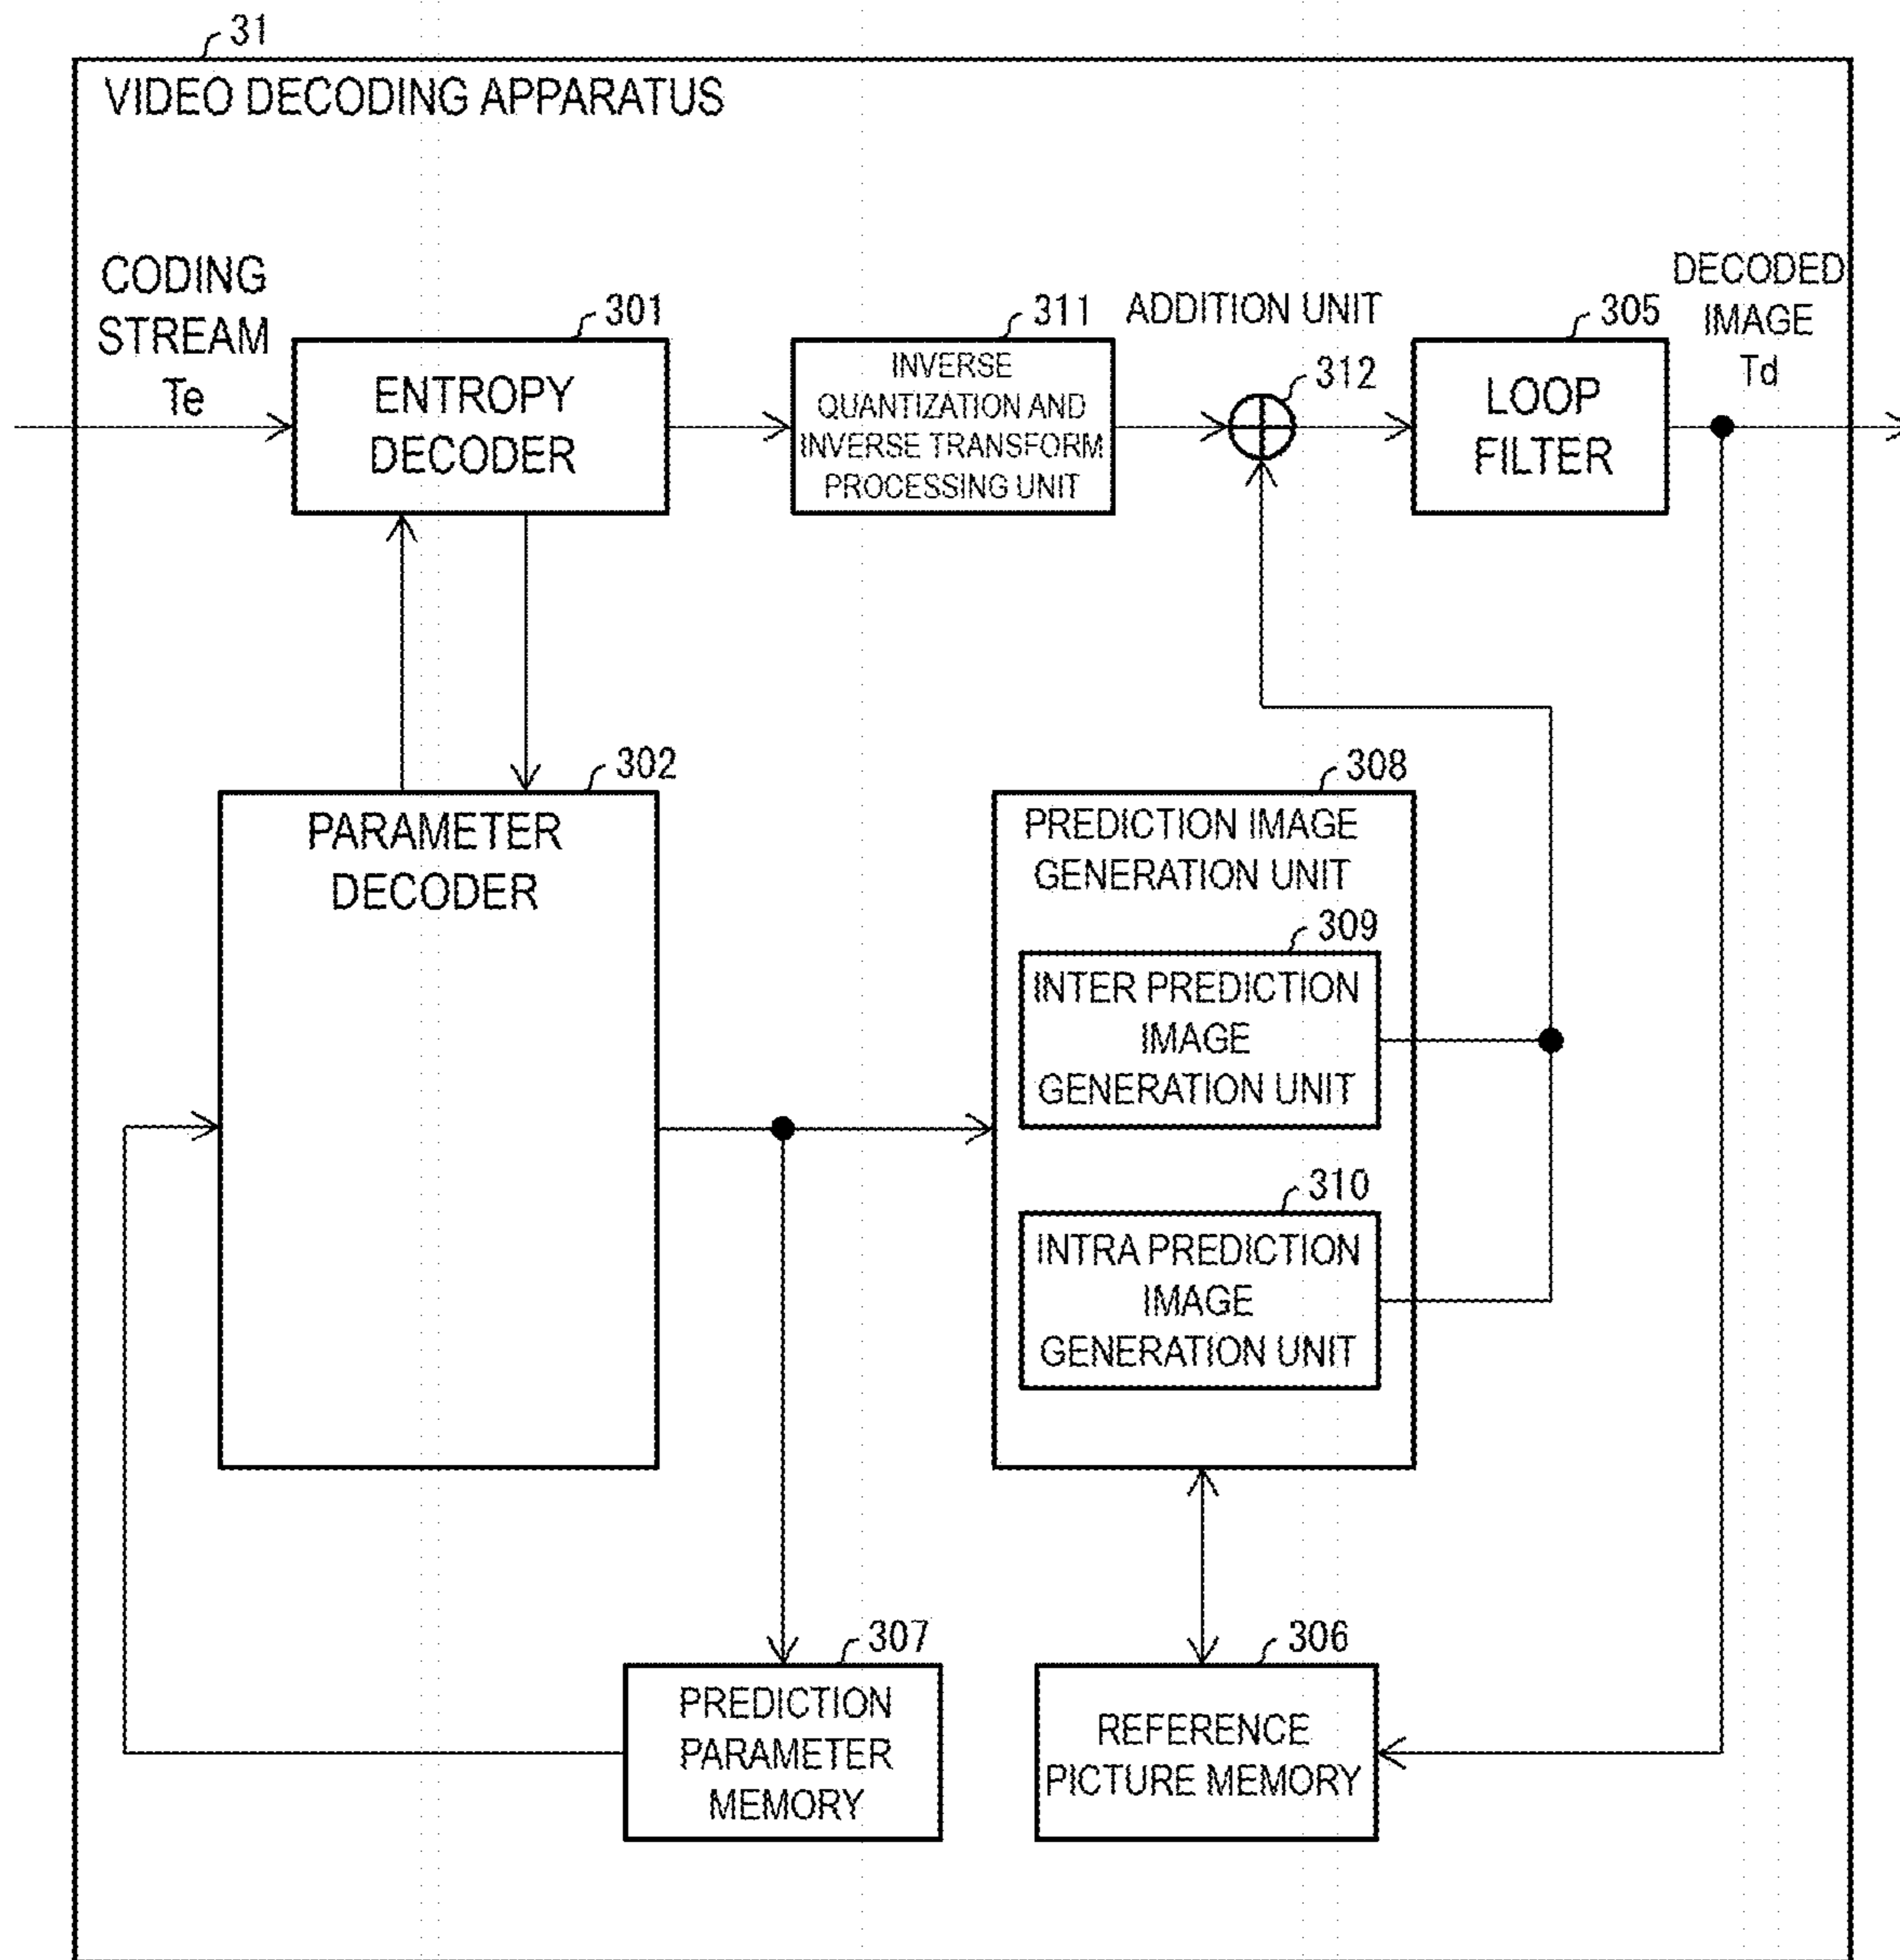 31
VIDEO DECODING APPARATUS
CODING
STREAM
Te
301
ENTROPY
DECODER
311
INVERSE
QUANTIZATION AND
INVERSE TRANSFORM
PROCESSING UNIT
ADDITION UNIT
312
305
LOOP
FILTER
DECODED
IMAGE
Td
302
PARAMETER
DECODER
308
PREDICTION IMAGE
GENERATION UNIT
309
INTER PREDICTION
IMAGE
GENERATION UNIT
310
INTRA PREDICTION
IMAGE
GENERATION UNIT
307
PREDICTION
PARAMETER
MEMORY
306
REFERENCE
PICTURE MEMORY